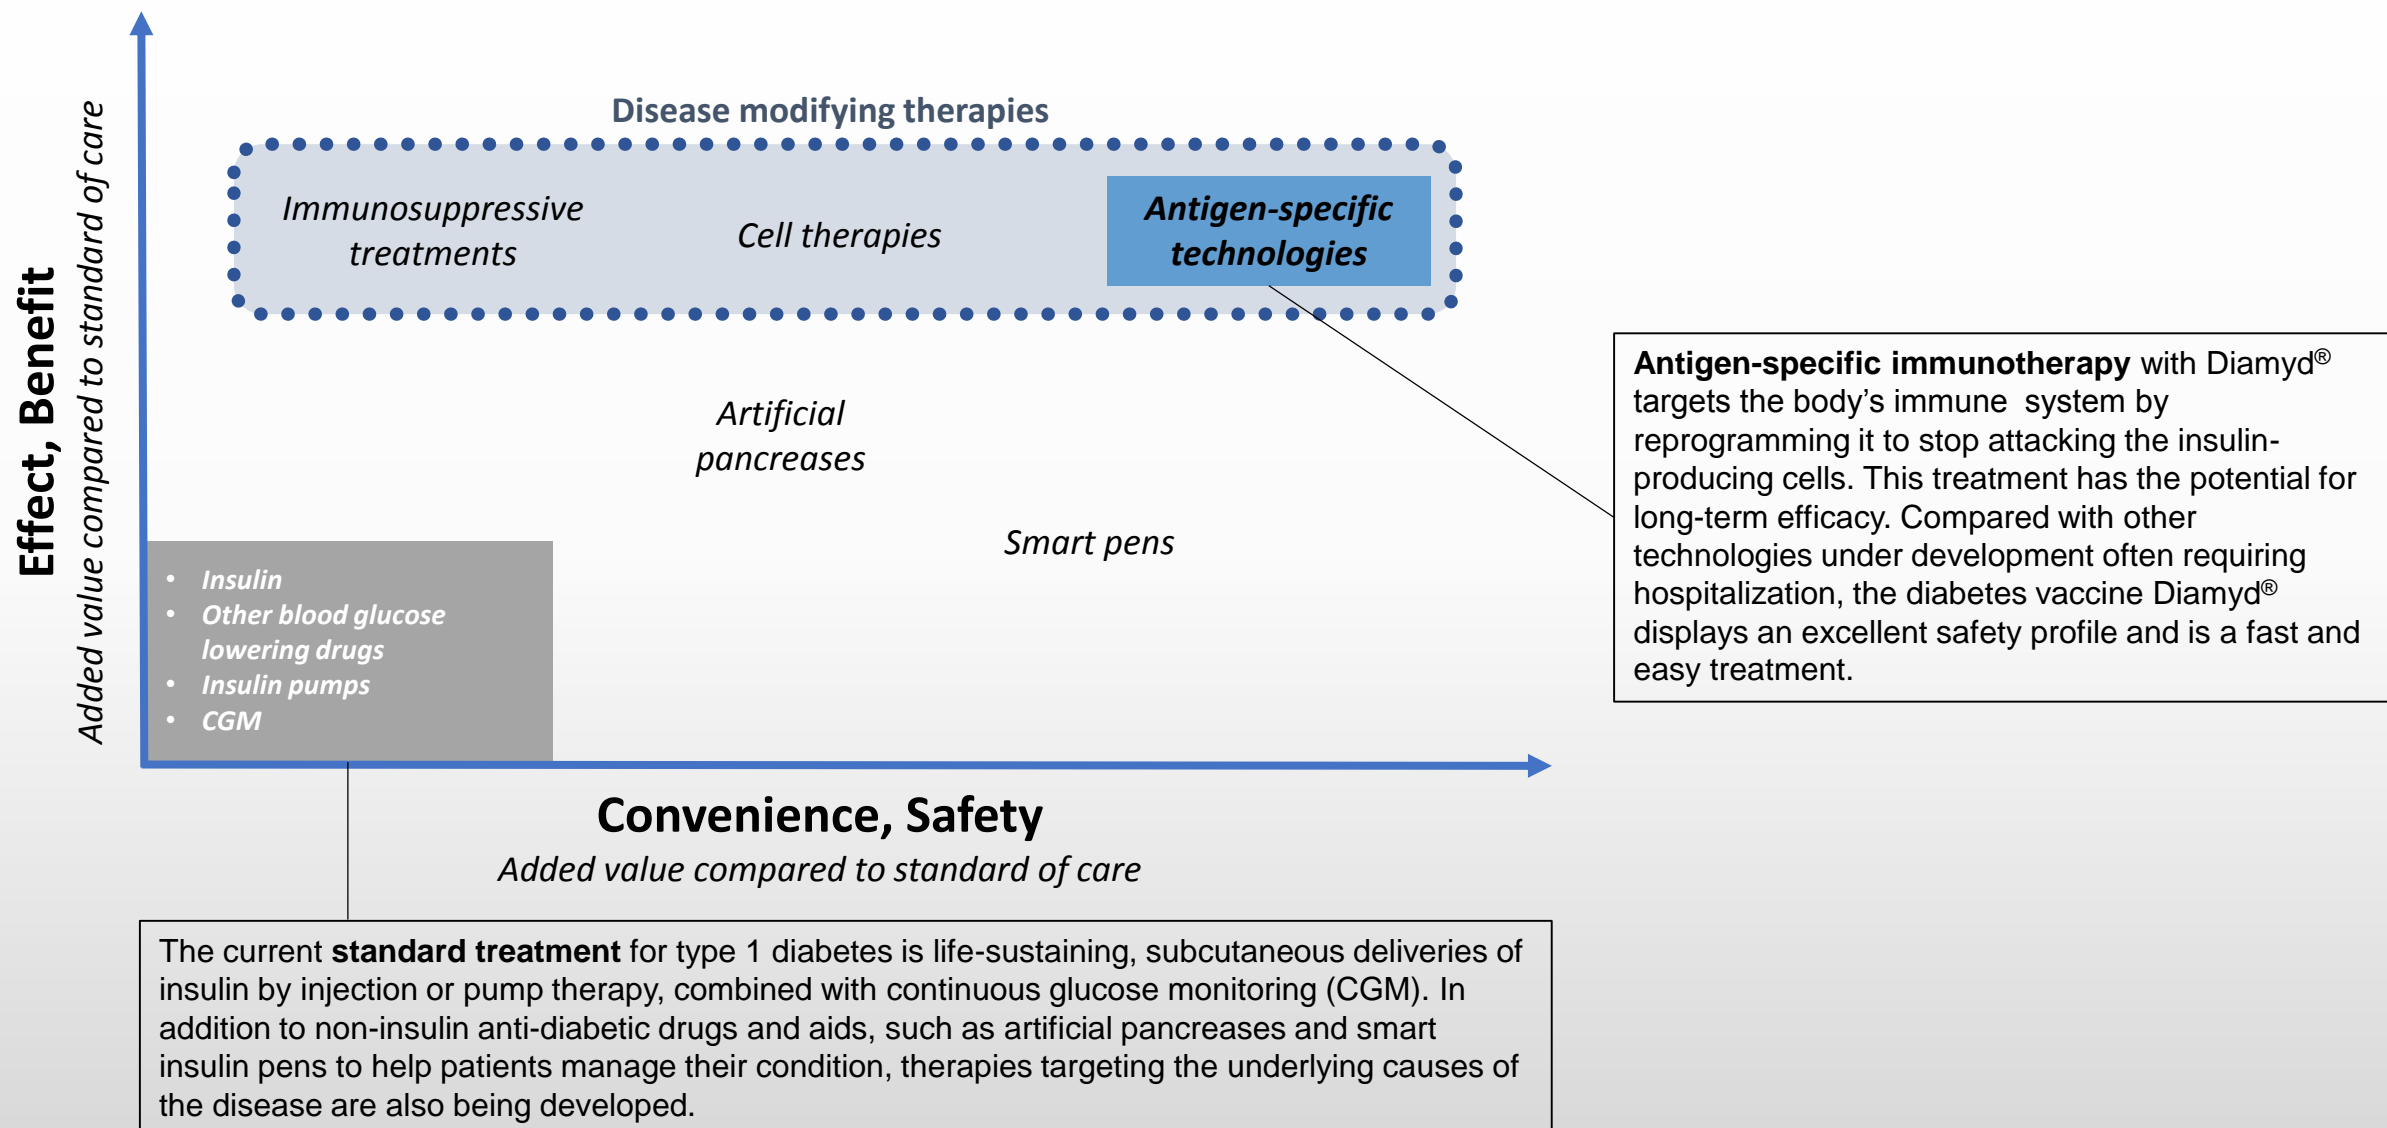 Effect, Benefit
Added value compared to standard of care
Disease modifying therapies
Immunosuppressive
treatments
Cell therapies
Antigen-specific
technologies
Artificial
pancreases
Smart pens
• Insulin
• Other blood glucose
lowering drugs
• Insulin pumps
• CGM
Antigen-specific immunotherapy with Diamyd®
targets the body’s immune  system by
reprogramming it to stop attacking the insulin-
producing cells. This treatment has the potential for
long-term efficacy. Compared with other
technologies under development often requiring
hospitalization, the diabetes vaccine Diamyd®
displays an excellent safety profile and is a fast and
easy treatment.
Convenience, Safety
Added value compared to standard of care
The current standard treatment for type 1 diabetes is life-sustaining, subcutaneous deliveries of
insulin by injection or pump therapy, combined with continuous glucose monitoring (CGM). In
addition to non-insulin anti-diabetic drugs and aids, such as artificial pancreases and smart
insulin pens to help patients manage their condition, therapies targeting the underlying causes of
the disease are also being developed.